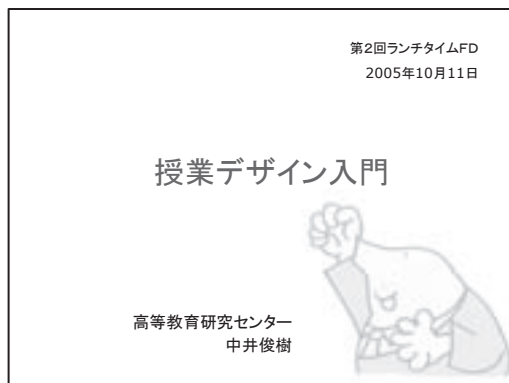 第2回ランチタイムFD
2005年10月11日
授業デザイン入門
高等教育研究センター
中井俊樹